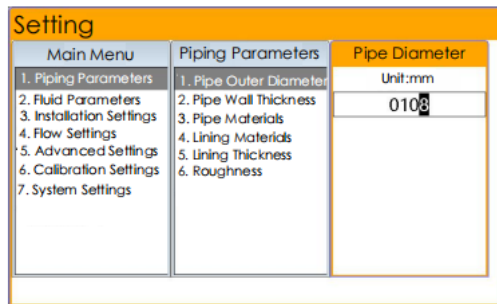 Setting
Main Menu
1. Piping Parameters
2. Fluid Parameters
3. Installation Settings
4. Flow Settings
5. Advanced Settings
6. Calibration Settings
7. System Settings
Piping Parameters
1. Pipe Outer Diameter
2. Pipe Wall Thickness
3. Pipe Materials
4. Lining Materials
5. Lining Thickness
6. Roughness
Pipe Diameter
Unit:mm
0108